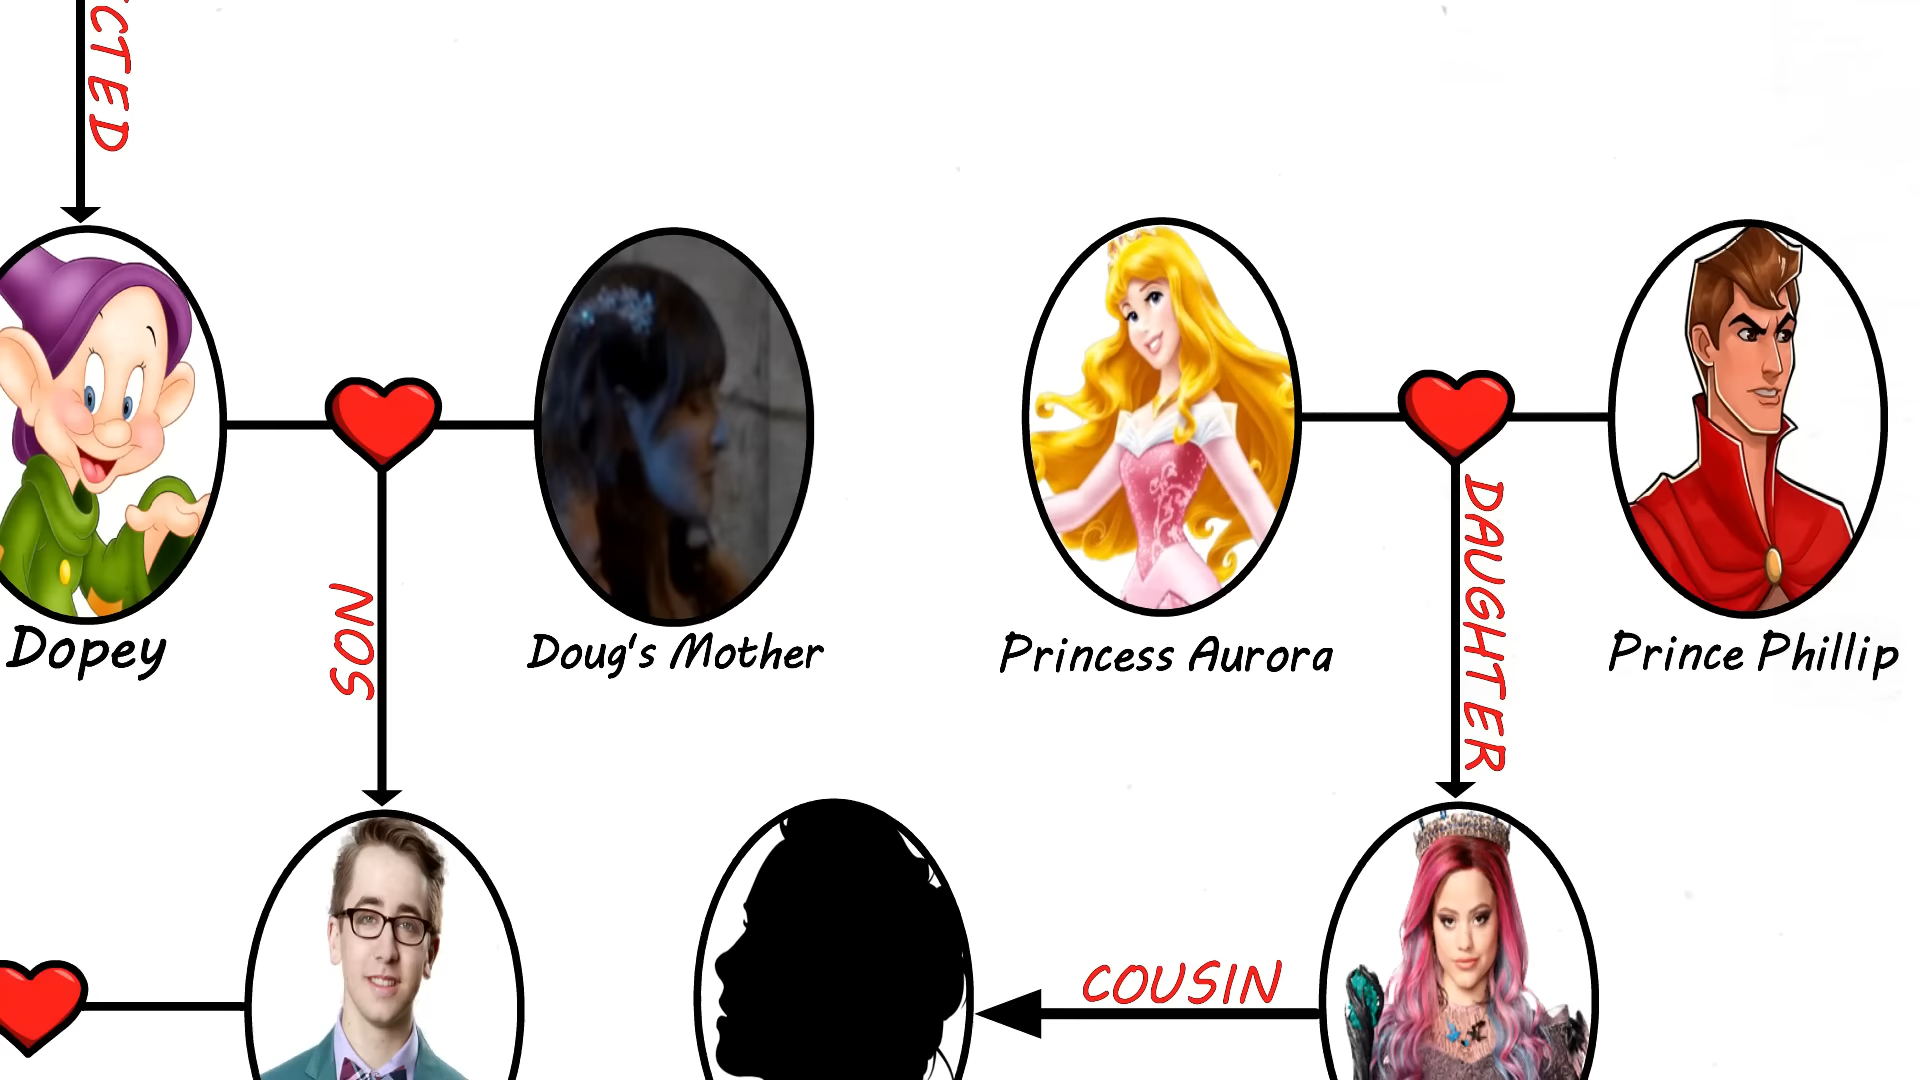 CTED
Dopey
Doug's Mother
Princess Aurora
Prince Phillip
SON
DAUGHTER
COUSIN